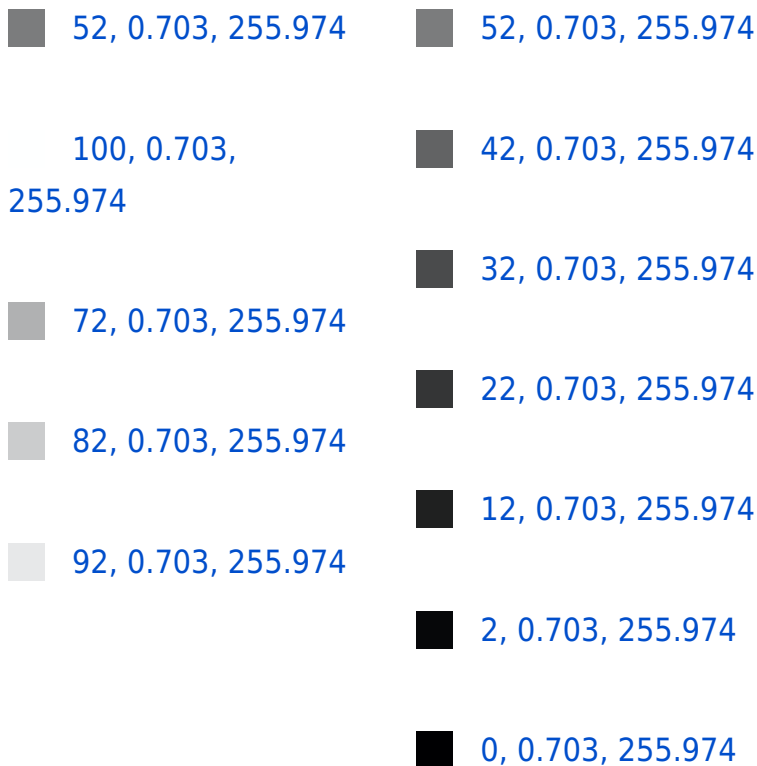 52, 0.703, 255.974
100, 0.703,
255.974
72, 0.703, 255.974
82, 0.703, 255.974
92, 0.703, 255.974
52, 0.703, 255.974
42, 0.703, 255.974
32, 0.703, 255.974
22, 0.703, 255.974
12, 0.703, 255.974
2, 0.703, 255.974
0, 0.703, 255.974